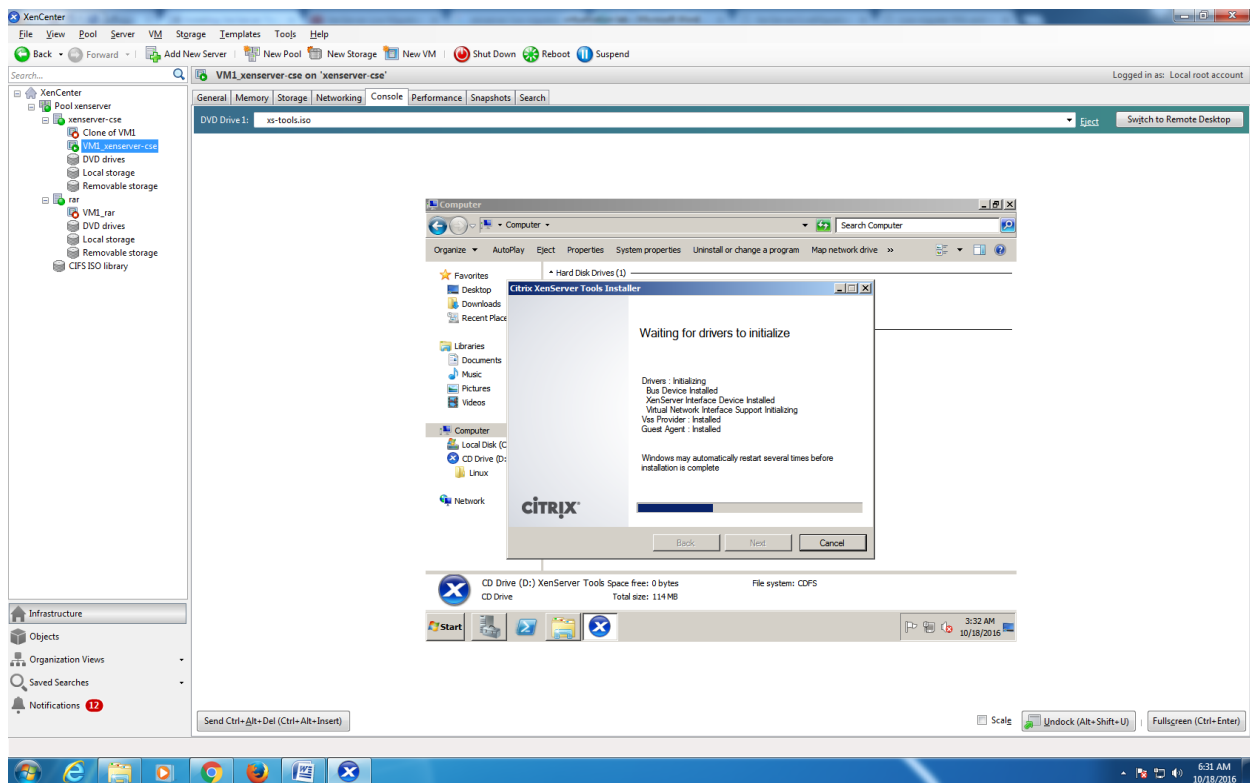 XenCenter
File View Pool Server VM Storage Templates Tools Help
Back Forward Add New Server New Pool New Storage New VM Shut Down Reboot Suspend
Search...
VM1_xenserver-cse on 'xenserver-cse'
Logged in as: Local root account
XenCenter
Pool xenserver
xenserver-cse
Clone of VM1
VM1_xenserver-cse
DVD drives
Local storage
Removable storage
rar
VM1_rar
DVD drives
Local storage
Removable storage
CIFS ISO library
General Memory Storage Networking Console Performance Snapshots Search
DVD Drive 1: xs-tools.iso Eject Switch to Remote Desktop
Computer
Computer
Search Computer
Organize AutoPlay Eject Properties System properties Uninstall or change a program Map network drive »
Favorites
Desktop
Downloads
Recent Place
Libraries
Documents
Music
Pictures
Videos
Computer
Local Disk (C
CD Drive (D:
Linux
Network
Hard Disk Drives (1)
Citrix XenServer Tools Installer
Waiting for drivers to initialize
Drivers : Initializing
Bus Device Installed
XenServer Interface Device Installed
Virtual Network Interface Support Initializing
Vss Provider : Installed
Guest Agent : Installed
Windows may automatically restart several times before
installation is complete
CITRIX
Back Next Cancel
CD Drive (D:) XenServer Tools Space free: 0 bytes File system: CDFS
CD Drive Total size: 114 MB
Start
3:32 AM
10/18/2016
Infrastructure
Objects
Organization Views
Saved Searches
Notifications 12
Send Ctrl+Alt+Del (Ctrl+Alt+Insert)
Scale Undock (Alt+Shift+U) Fullscreen (Ctrl+Enter)
6:31 AM
10/18/2016